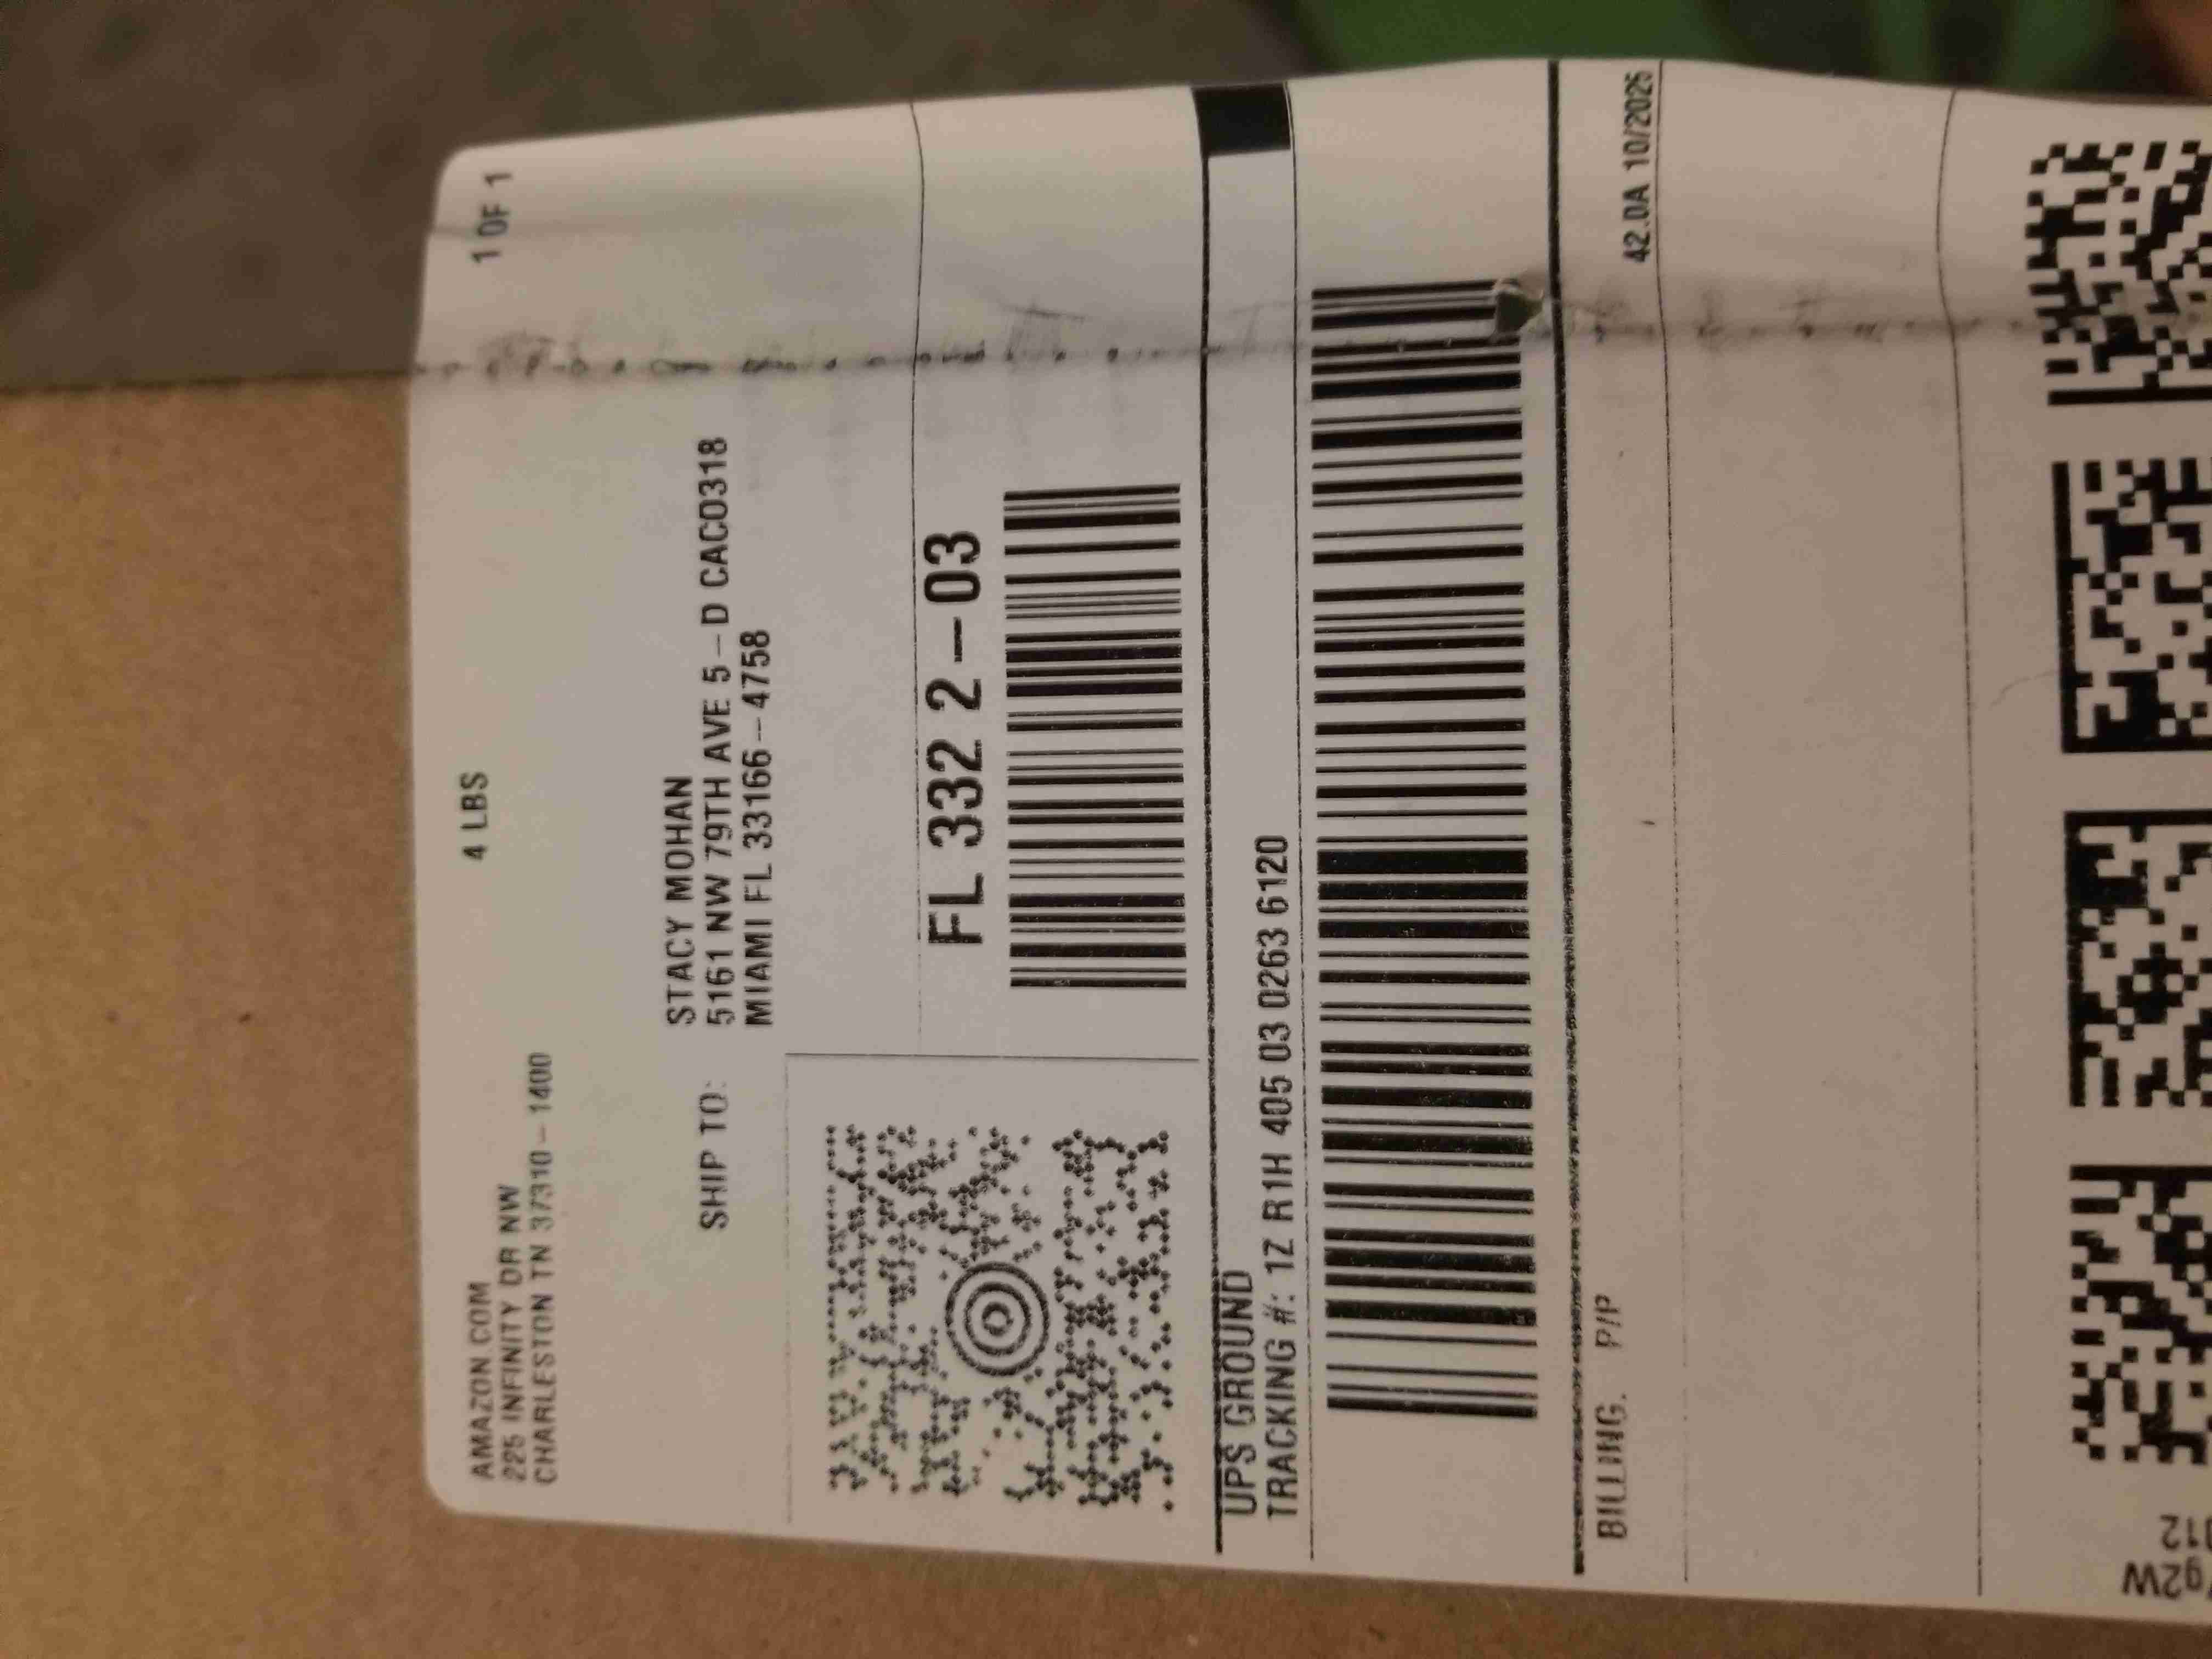 AMAZON.COM
225 INFINITY DR NW
CHARLESTON TN 37310-1400
4 LBS
1 OF 1
SHIP TO:
STACY MOHAN
5161 NW 79TH AVE 5-D CAC0318
MIAMI FL 33166-4758
FL 332 2-03
UPS GROUND
TRACKING #: 1Z R1H 405 03 0263 6120
BILLING: P/P
42.0A 10/2025